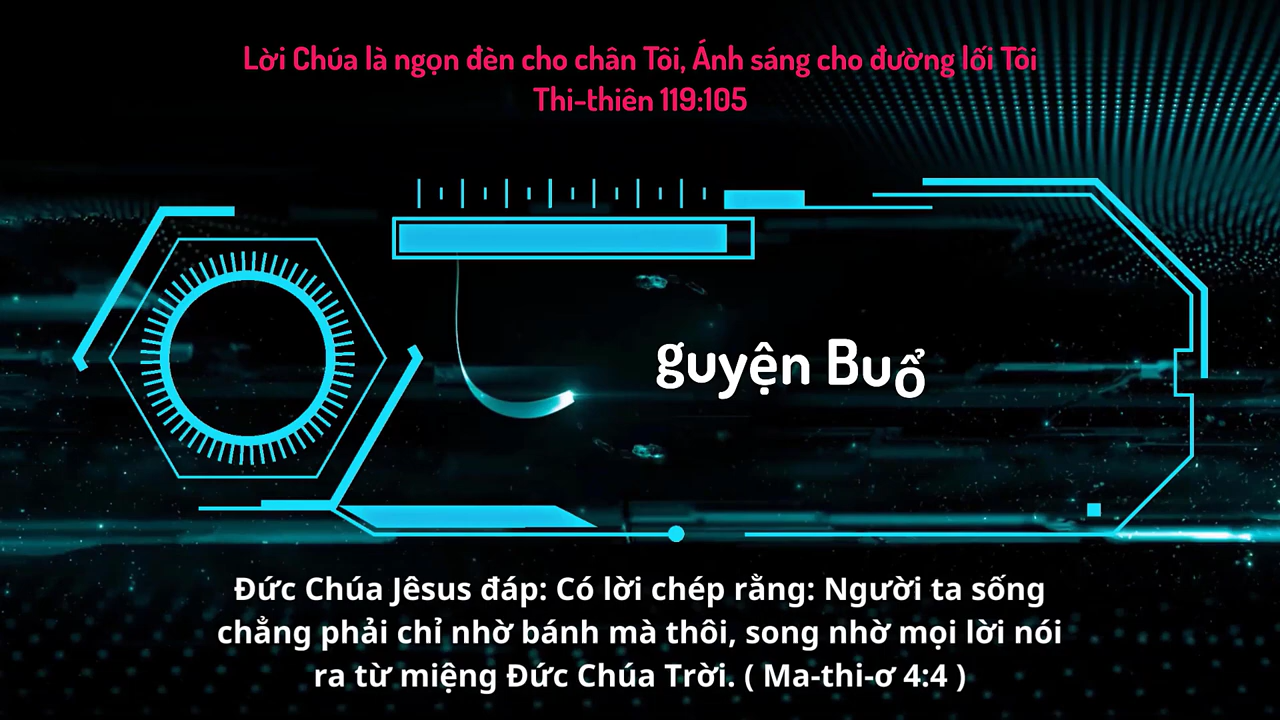 Lời Chúa là ngọn đèn cho chân Tôi, Ánh sáng cho đường lối Tôi
Thi-thiên 119:105
guyện Buổ
Đức Chúa Jêsus đáp: Có lời chép rằng: Người ta sống
chẳng phải chỉ nhờ bánh mà thôi, song nhờ mọi lời nói
ra từ miệng Đức Chúa Trời. ( Ma-thi-ơ 4:4 )